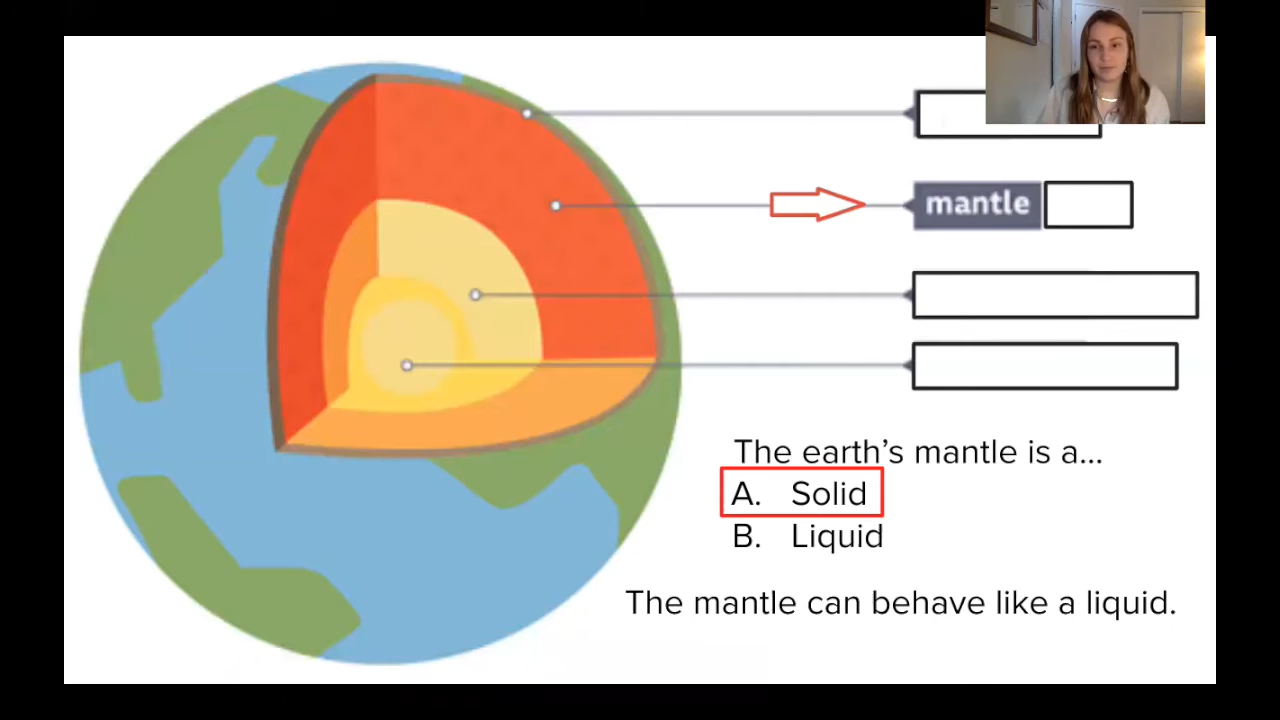 mantle
The earth's mantle is a...
A. Solid
B. Liquid
The mantle can behave like a liquid.